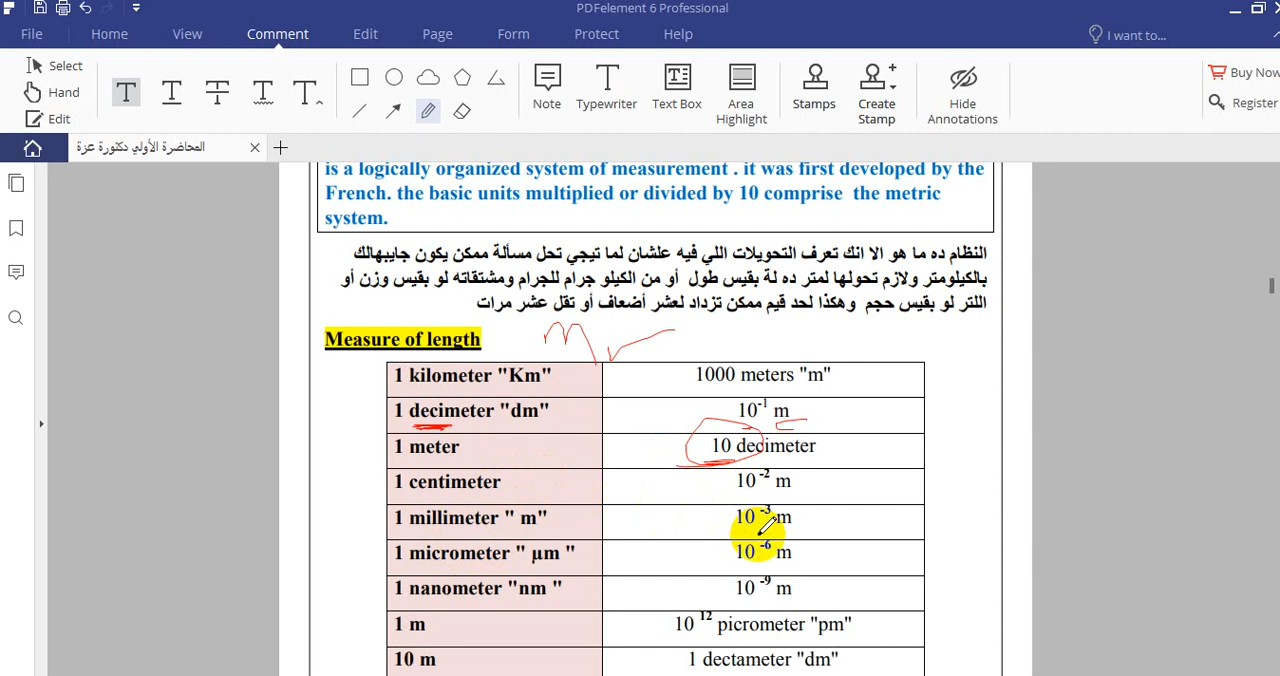 PDFelement 6 Professional
File Home View Comment Edit Page Form Protect Help I want to...
Select
Hand
Edit
Note Typewriter Text Box Area Highlight Stamps Create Stamp Hide Annotations
Buy Now
Register
المحاضرة الأولي دكتورة عزة
is a logically organized system of measurement . it was first developed by the
French. the basic units multiplied or divided by 10 comprise the metric
system.
النظام ده ما هو الا انك تعرف التحويلات اللي فيه علشان لما تيجي تحل مسألة ممكن يكون جايبهالك
بالكيلومتر ولازم تحولها لمتر ده لة بقيس طول أو من الكيلو جرام للجرام ومشتقاته لو بقيس وزن أو
اللتر لو بقيس حجم وهكذا لحد قيم ممكن تزداد لعشر أضعاف أو تقل عشر مرات
Measure of length
1 kilometer "Km" 1000 meters "m"
1 decimeter "dm" 10⁻¹ m
1 meter 10 decimeter
1 centimeter 10⁻² m
1 millimeter " m" 10⁻³ m
1 micrometer " µm " 10⁻⁶ m
1 nanometer "nm " 10⁻⁹ m
1 m 10¹² picrometer "pm"
10 m 1 dectameter "dm"